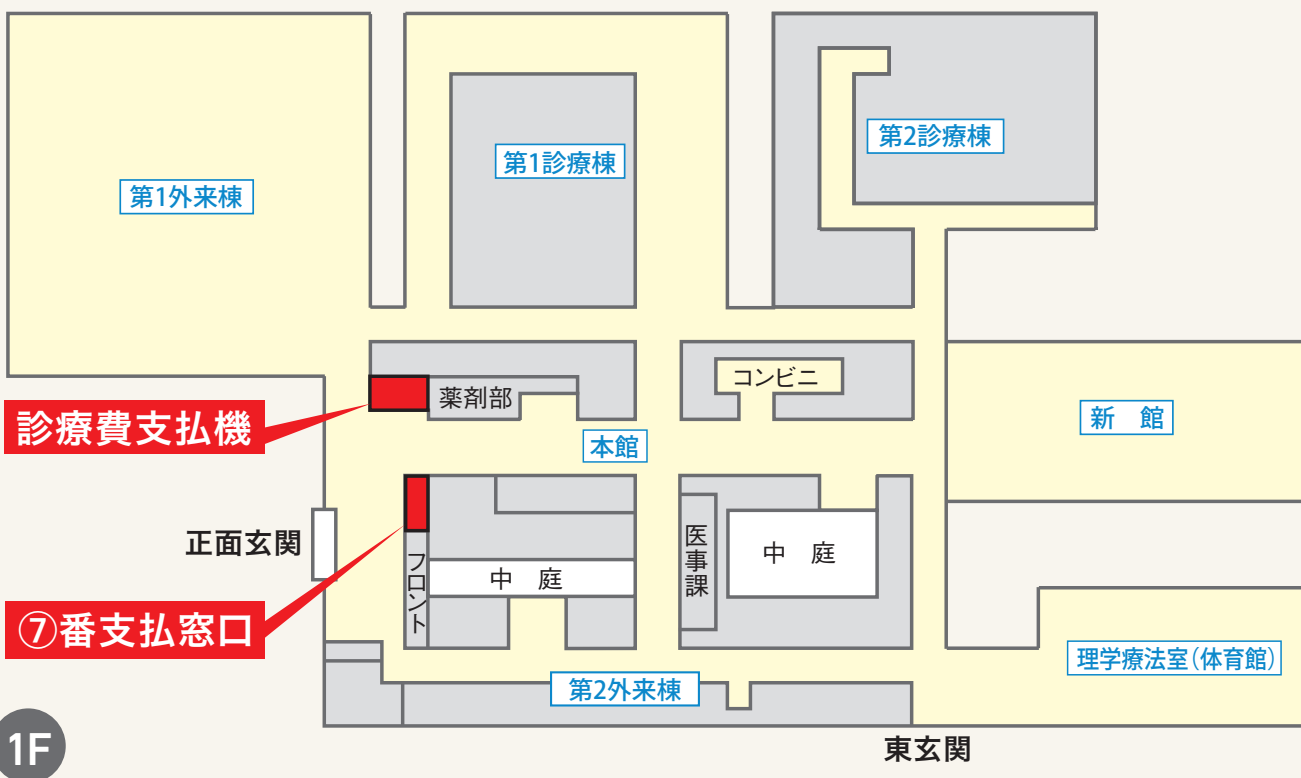 第1外来棟
第1診療棟
第2診療棟
診療費支払機
薬剤部
コンビニ
本館
新　館
正面玄関
⑦番支払窓口
フロント
中　庭
医事課
中　庭
第2外来棟
理学療法室(体育館)
1F
東玄関